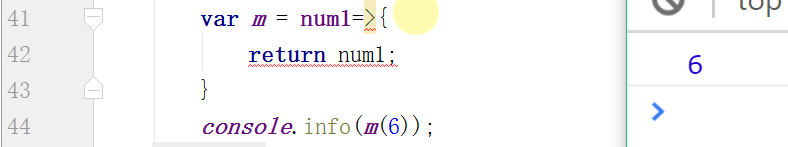 41 var m = num1=>{
42 return num1;
43 }
44 console.info(m(6));
top
6